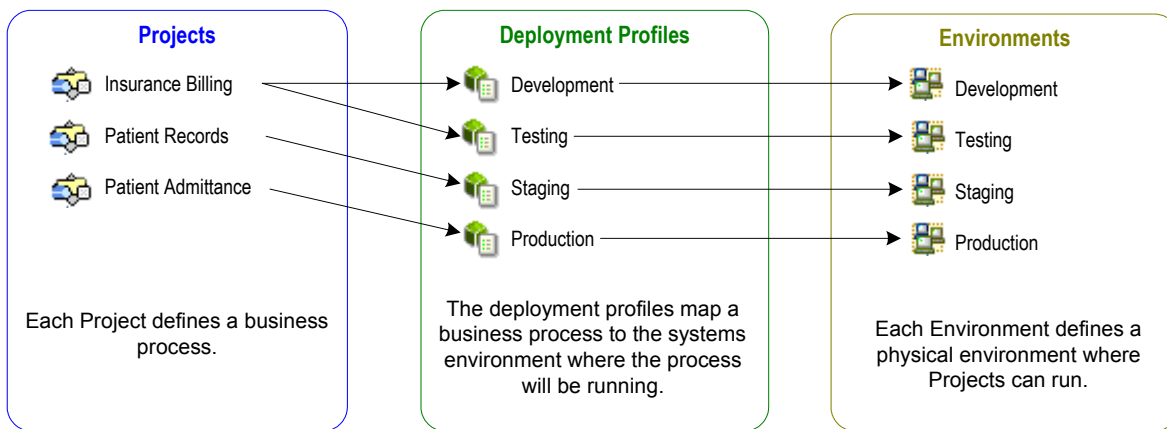 Projects
Insurance Billing
Patient Records
Patient Admittance
Each Project defines a business
process.
Deployment Profiles
Development
Testing
Staging
Production
The deployment profiles map a
business process to the systems
environment where the process
will be running.
Environments
Development
Testing
Staging
Production
Each Environment defines a
physical environment where
Projects can run.